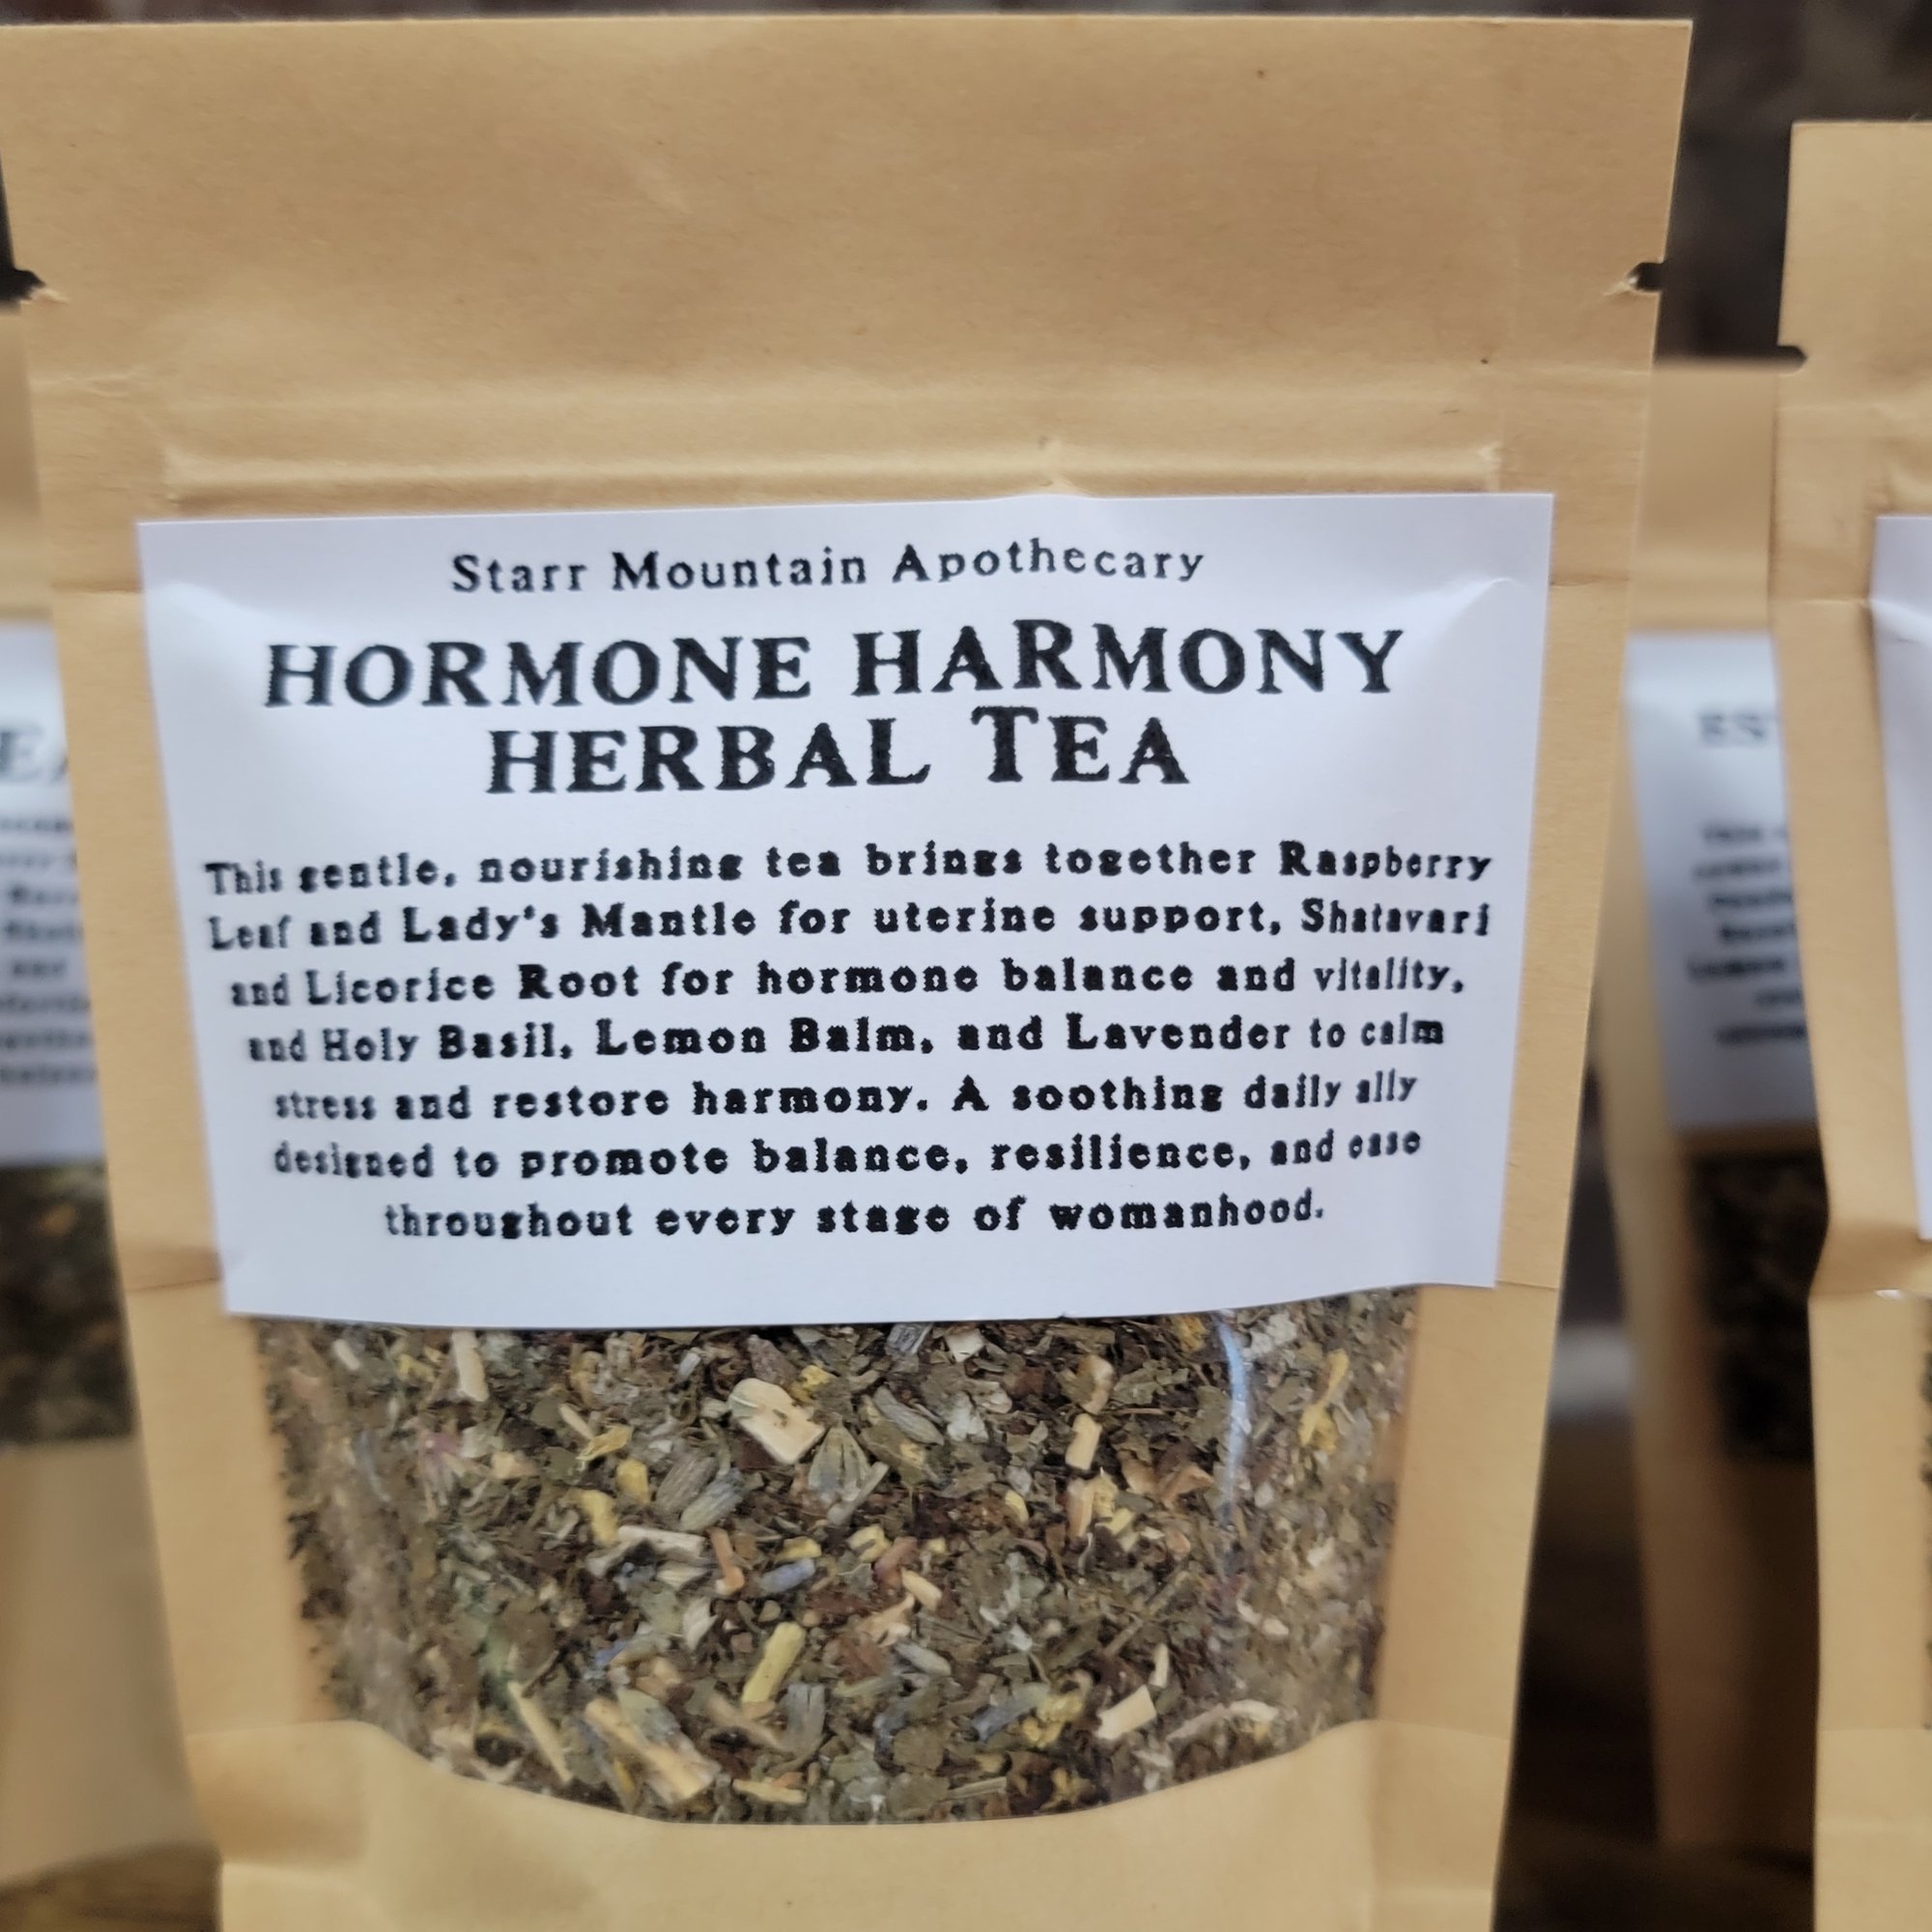 Starr Mountain Apothecary
HORMONE HARMONY
HERBAL TEA
This gentle, nourishing tea brings together Raspberry
Leaf and Lady's Mantle for uterine support, Shatavari
and Licorice Root for hormone balance and vitality,
and Holy Basil, Lemon Balm, and Lavender to calm
stress and restore harmony. A soothing daily ally
designed to promote balance, resilience, and ease
throughout every stage of womanhood.